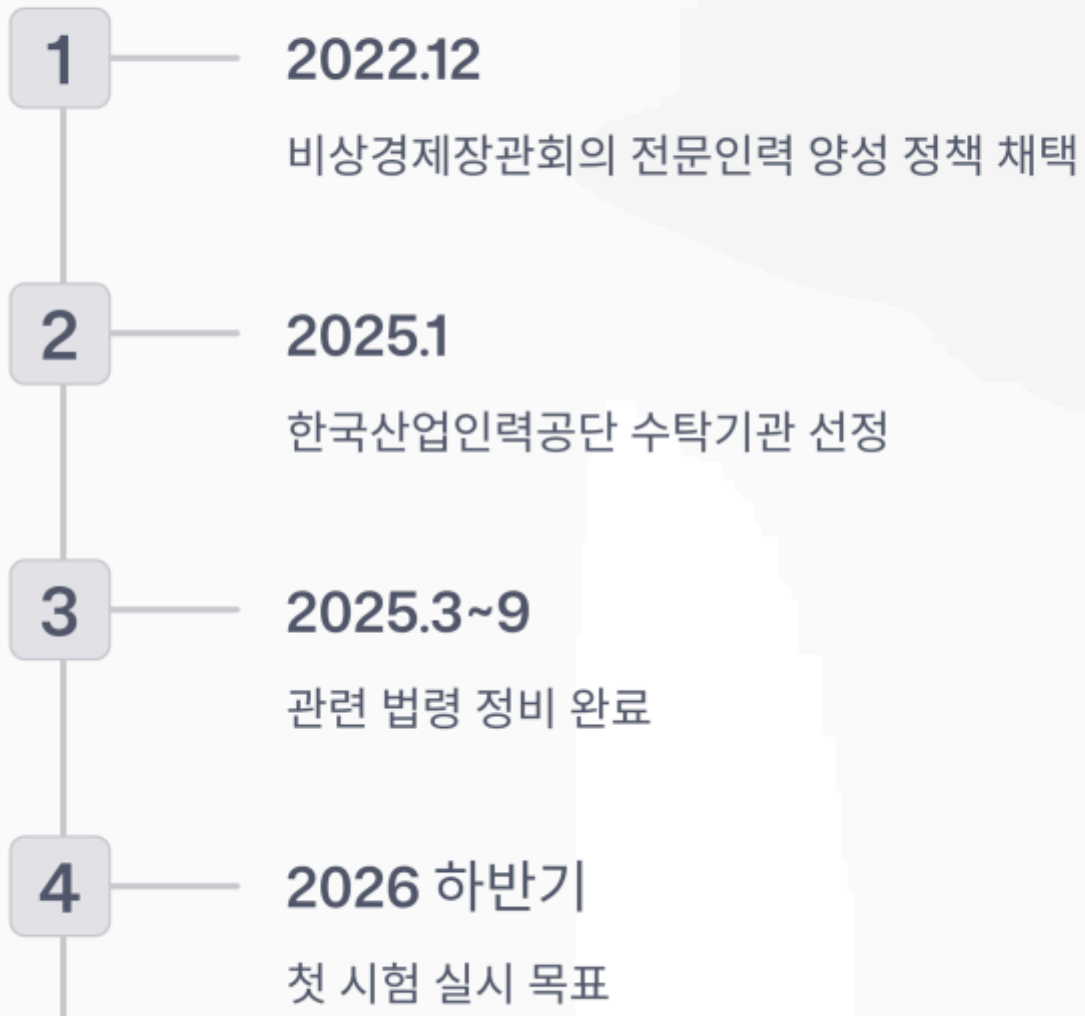 1
2022.12
비상경제장관회의 전문인력 양성 정책 채택
2
2025.1
한국산업인력공단 수탁기관 선정
3
2025.3~9
관련 법령 정비 완료
4
2026 하반기
첫 시험 실시 목표